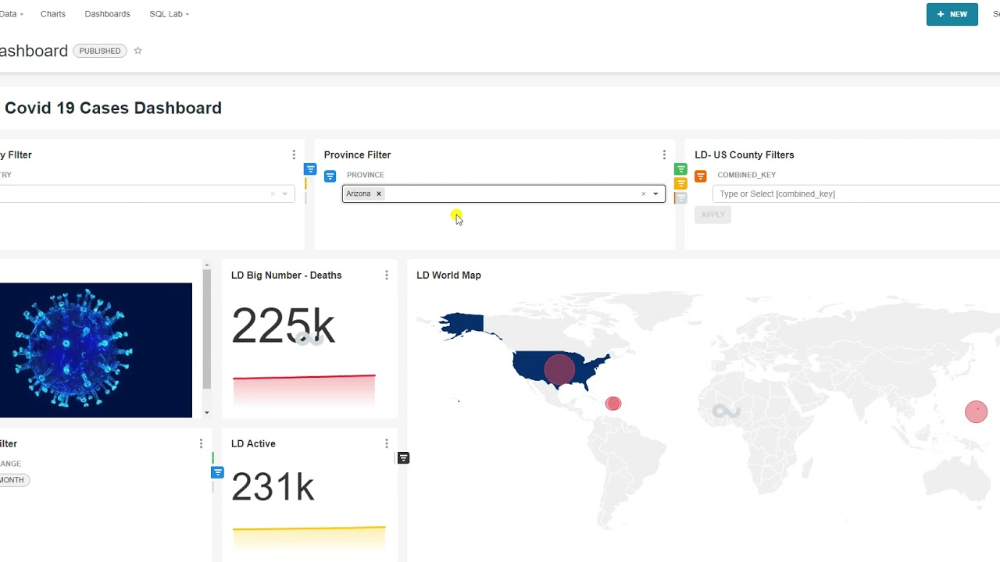 Data Charts Dashboards SQL Lab + NEW
ashboard PUBLISHED
Covid 19 Cases Dashboard
y FIlter
TRY
Province Filter
PROVINCE
Arizona ×
LD- US County Filters
COMBINED_KEY
Type or Select [combined_key]
APPLY
LD Big Number - Deaths
225k
LD World Map
ilter
ANGE
MONTH
LD Active
231k